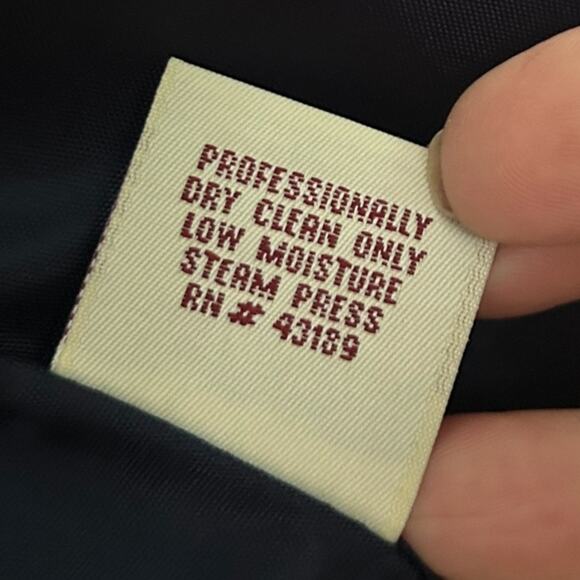 PROFESSIONALLY
DRY CLEAN ONLY
LOW MOISTURE
STEAM PRESS
RN # 43189